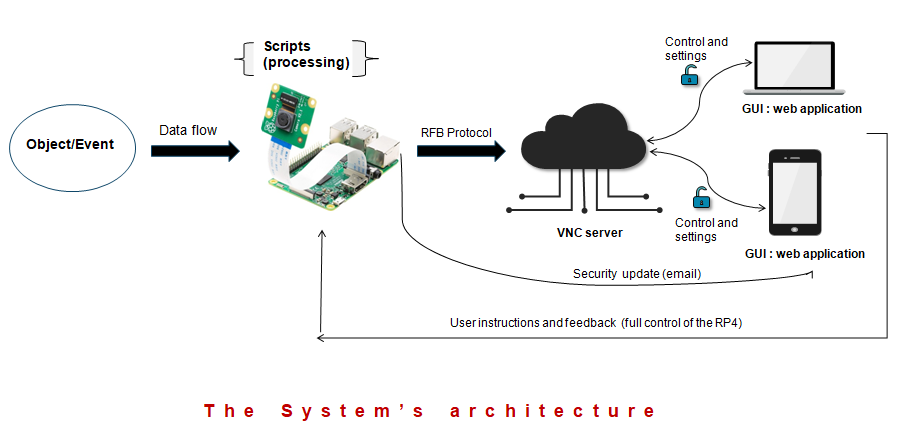 Scripts
(processing)
Control and
settings
Object/Event
Data flow
RFB Protocol
GUI : web application
VNC server
Control and
settings
GUI : web application
Security update (email)
User instructions and feedback (full control of the RP4)
The System’s architecture